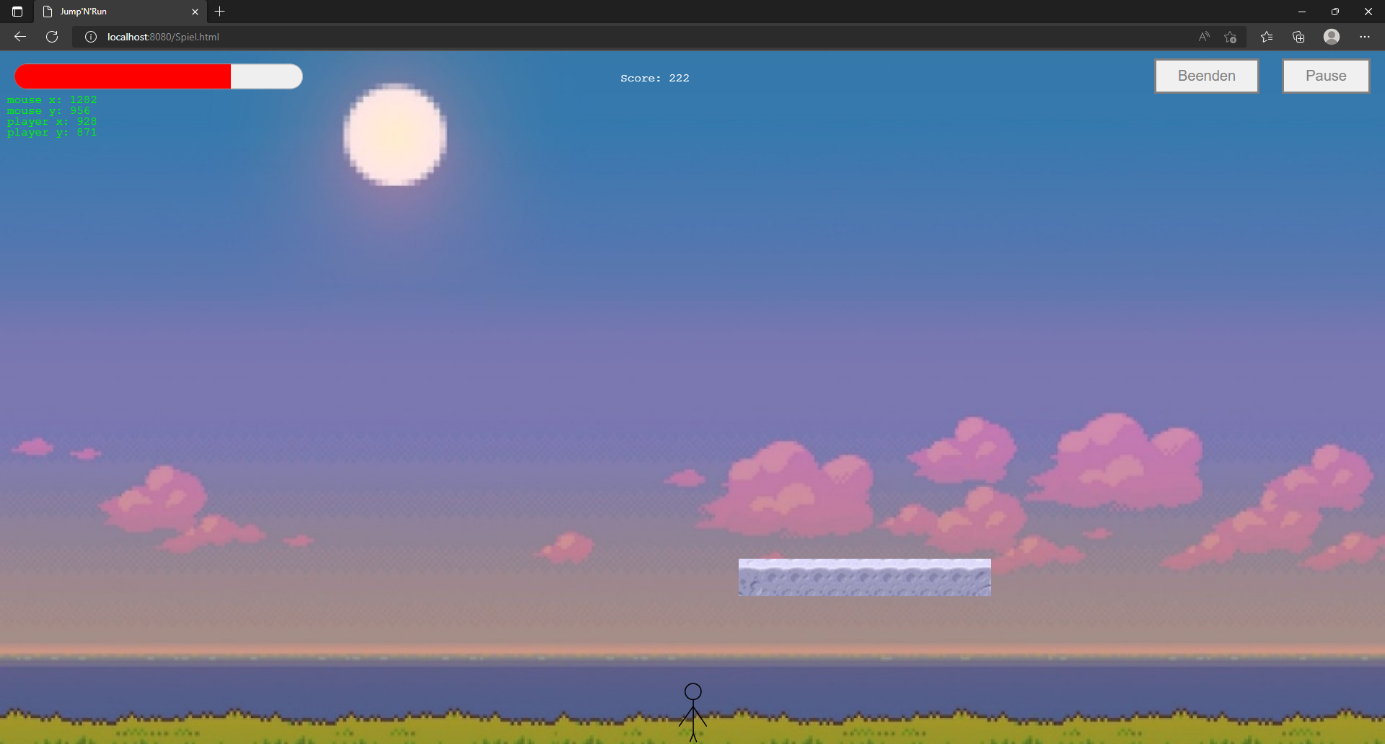 Jump'N'Run
localhost:8080/Spiel.html
Score: 222
Beenden
Pause
mouse x: 1282
mouse y: 956
player x: 928
player y: 871